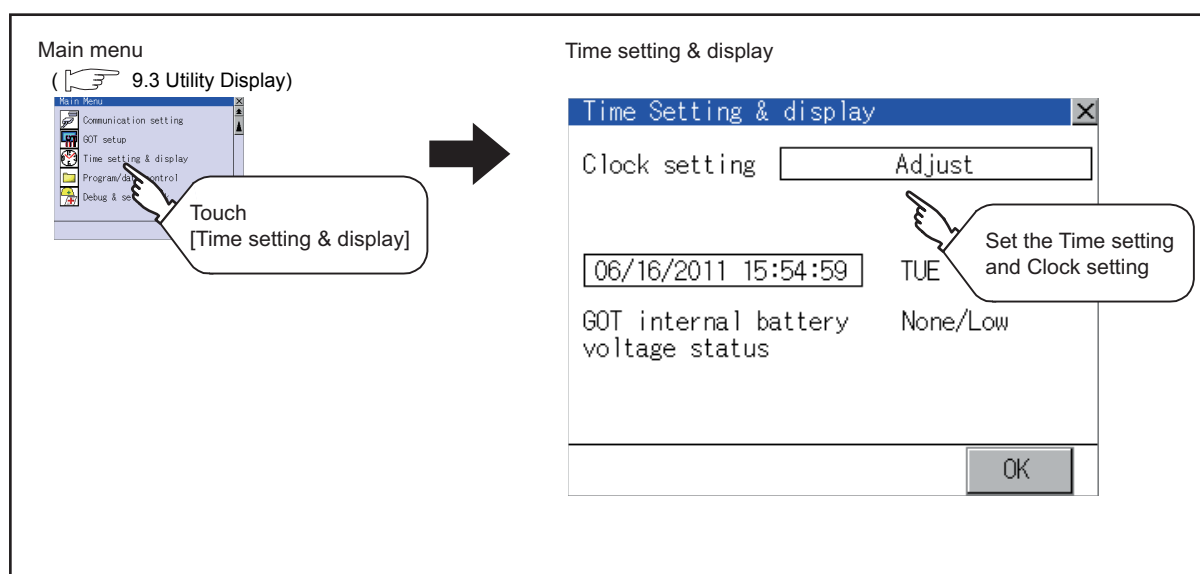 Main menu
( 9.3 Utility Display)
Main Menu
Communication setting
GOT setup
Time setting & display
Program/data control
Debug & se
Touch
[Time setting & display]
Time setting & display
Time Setting & display
Clock setting Adjust
Set the Time setting
and Clock setting
06/16/2011 15:54:59 TUE
GOT internal battery None/Low
voltage status
OK